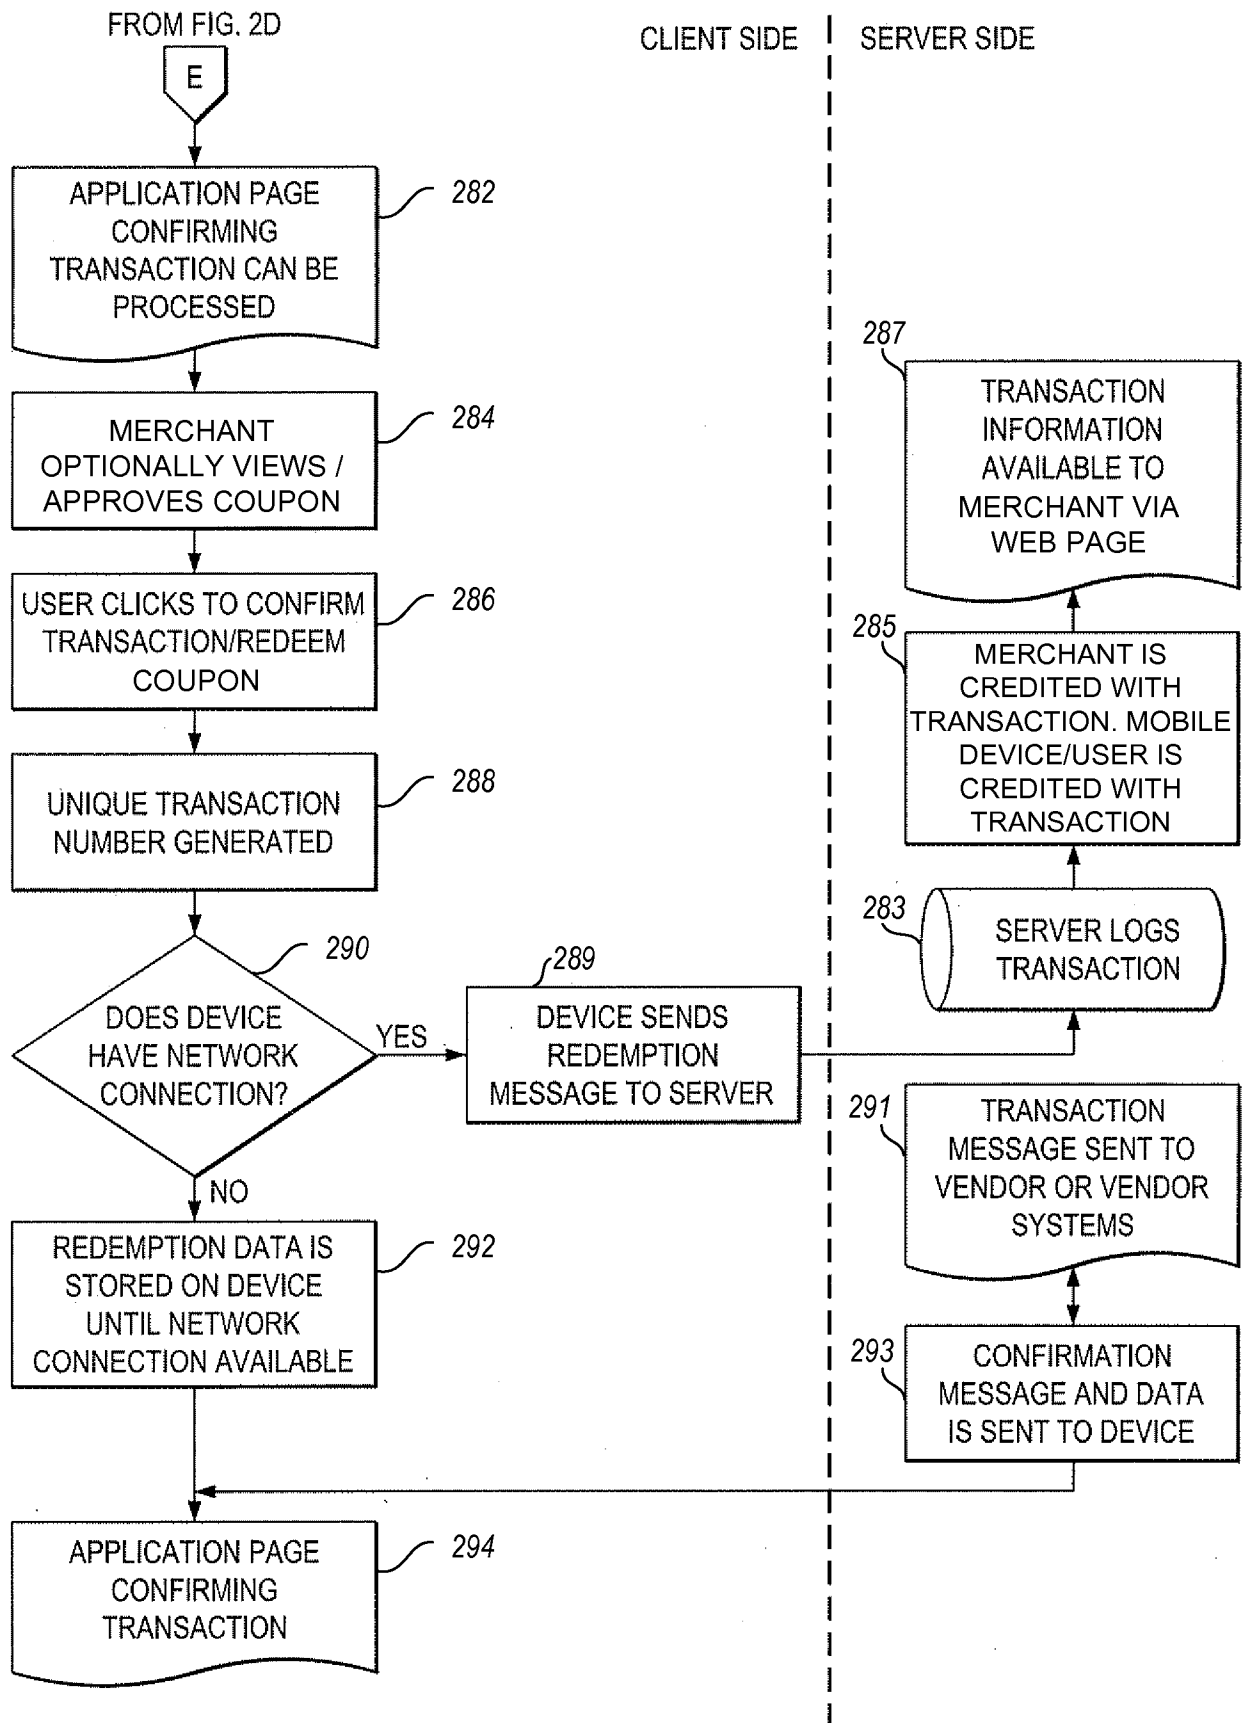 FROM FIG. 2D
E
CLIENT SIDE
SERVER SIDE
APPLICATION PAGE
CONFIRMING
TRANSACTION CAN BE
PROCESSED
282
MERCHANT
OPTIONALLY VIEWS /
APPROVES COUPON
284
USER CLICKS TO CONFIRM
TRANSACTION/REDEEM
COUPON
286
UNIQUE TRANSACTION
NUMBER GENERATED
288
DOES DEVICE
HAVE NETWORK
CONNECTION?
290
YES
NO
289
DEVICE SENDS
REDEMPTION
MESSAGE TO SERVER
REDEMPTION DATA IS
STORED ON DEVICE
UNTIL NETWORK
CONNECTION AVAILABLE
292
APPLICATION PAGE
CONFIRMING
TRANSACTION
294
287
TRANSACTION
INFORMATION
AVAILABLE TO
MERCHANT VIA
WEB PAGE
285
MERCHANT IS
CREDITED WITH
TRANSACTION. MOBILE
DEVICE/USER IS
CREDITED WITH
TRANSACTION
283
SERVER LOGS
TRANSACTION
291
TRANSACTION
MESSAGE SENT TO
VENDOR OR VENDOR
SYSTEMS
293
CONFIRMATION
MESSAGE AND DATA
IS SENT TO DEVICE